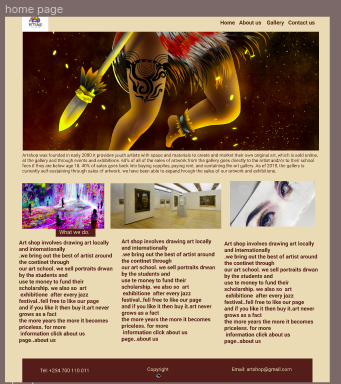 home page
Home About us Gallery Contact us
Artshop was founded in early 2000 it provides youth artists with space and materials to create and market their own original art, which is sold online,
at the gallery and through events and exhibitions. 60% of all of the sales of artwork from the gallery goes directly to the artist and/or to their school
fees if they are below age 18. 40% of sales goes back into buying supplies, paying rent, and sustaining the art gallery. As of 2018, the gallery is
currently self-sustaining through sales of artwork, we have been able to expand through the sales of our artwork and exhibitions.
What we do.
Art shop involves drawing art locally
and internationally
.we bring out the best of artist around
the continet through
our art school. we sell portraits drwan
by the students and
use te money to fund their
scholarship. we also so art
exhibitione after every jazz
festival..fell free to like our page
and if you like it then buy it.art never
grows as a fact
the more years the more it becomes
priceless. for more
information click about us
page..about us
Art shop involves drawing art locally
and internationally
.we bring out the best of artist around
the continet through
our art school. we sell portraits drwan
by the students and
use te money to fund their
scholarship. we also so art
exhibitione after every jazz
festival..fell free to like our page
and if you like it then buy it.art never
grows as a fact
the more years the more it becomes
priceless. for more
information click about us
page..about us
Art shop involves drawing art locally
and internationally
.we bring out the best of artist around
the continet through
our art school. we sell portraits drwan
by the students and
use te money to fund their
scholarship. we also so art
exhibitione after every jazz
festival..fell free to like our page
and if you like it then buy it.art never
grows as a fact
the more years the more it becomes
priceless. for more
information click about us
page..about us
Tel: +254 700 110 011
Copyright
©
Email: artshop@gmail.com